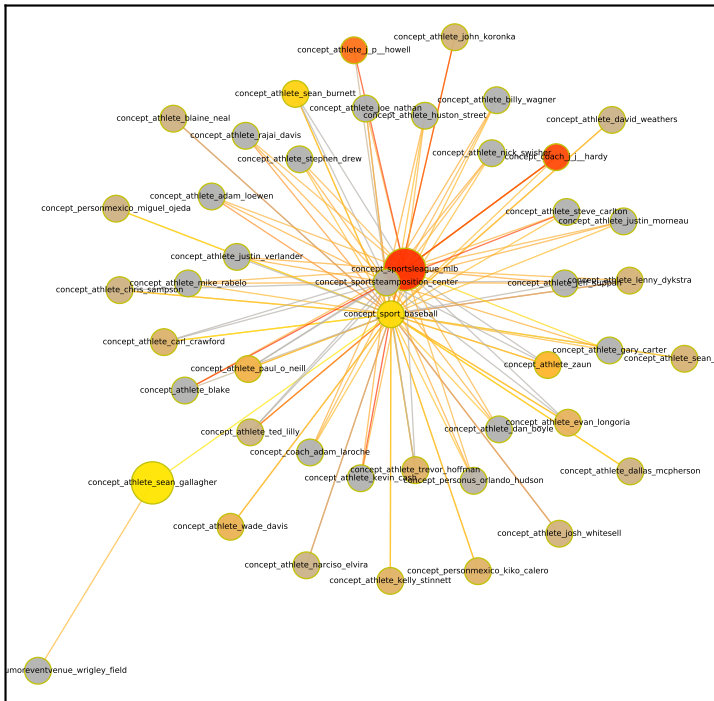 concept_athlete_john_koronka
concept_athlete_j_p__howell
concept_athlete_sean_burnett
concept_athlete_billy_wagner
concept_athlete_joe_nathan
concept_athlete_huston_street
concept_athlete_blaine_neal
concept_athlete_david_weathers
concept_athlete_rajai_davis
concept_athlete_nick_swisher
concept_coach_j_j__hardy
concept_athlete_stephen_drew
concept_athlete_adam_loewen
concept_personmexico_miguel_ojeda
concept_athlete_steve_carlton
concept_athlete_justin_morneau
concept_athlete_justin_verlander
concept_sportsleague_mlb
concept_athlete_mike_rabelo
concept_sportsteamposition_center
concept_athlete_lenny_dykstra
concept_athlete_chris_sampson
concept_sport_baseball
concept_athlete_carl_crawford
concept_athlete_gary_carter
concept_athlete_sean_
concept_athlete_paul_o_neill
concept_athlete_zaun
concept_athlete_blake
concept_athlete_evan_longoria
concept_athlete_ted_lilly
concept_athlete_dan_boyle
concept_coach_adam_laroche
concept_athlete_trevor_hoffman
concept_athlete_dallas_mcpherson
concept_athlete_kevin_cash
concept_personus_orlando_hudson
concept_athlete_sean_gallagher
concept_athlete_wade_davis
concept_athlete_josh_whitesell
concept_athlete_narciso_elvira
concept_personmexico_kiko_calero
concept_athlete_kelly_stinnett
umoreventvenue_wrigley_field